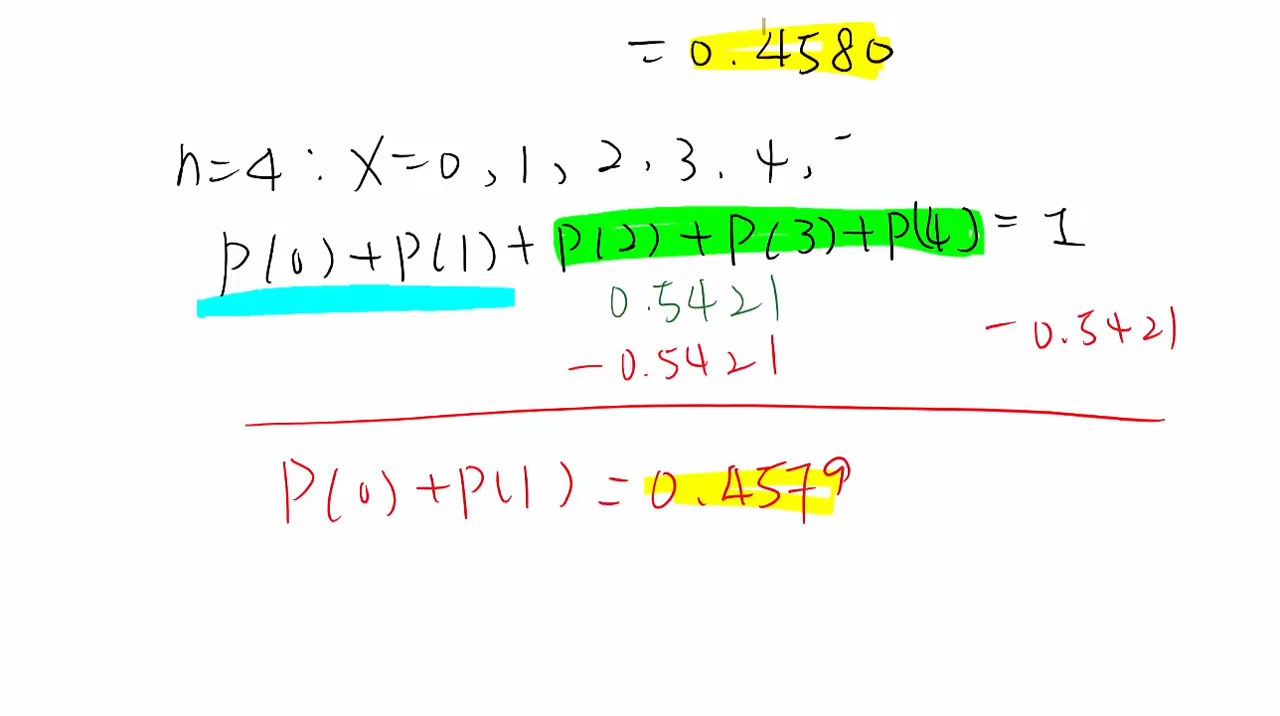 = 0.4580
n=4 : X=0, 1, 2, 3. 4,
P(0)+P(1)+P(2)+P(3)+P(4) = 1
0.5421
-0.5421 -0.5421
P(0)+P(1) = 0.4579